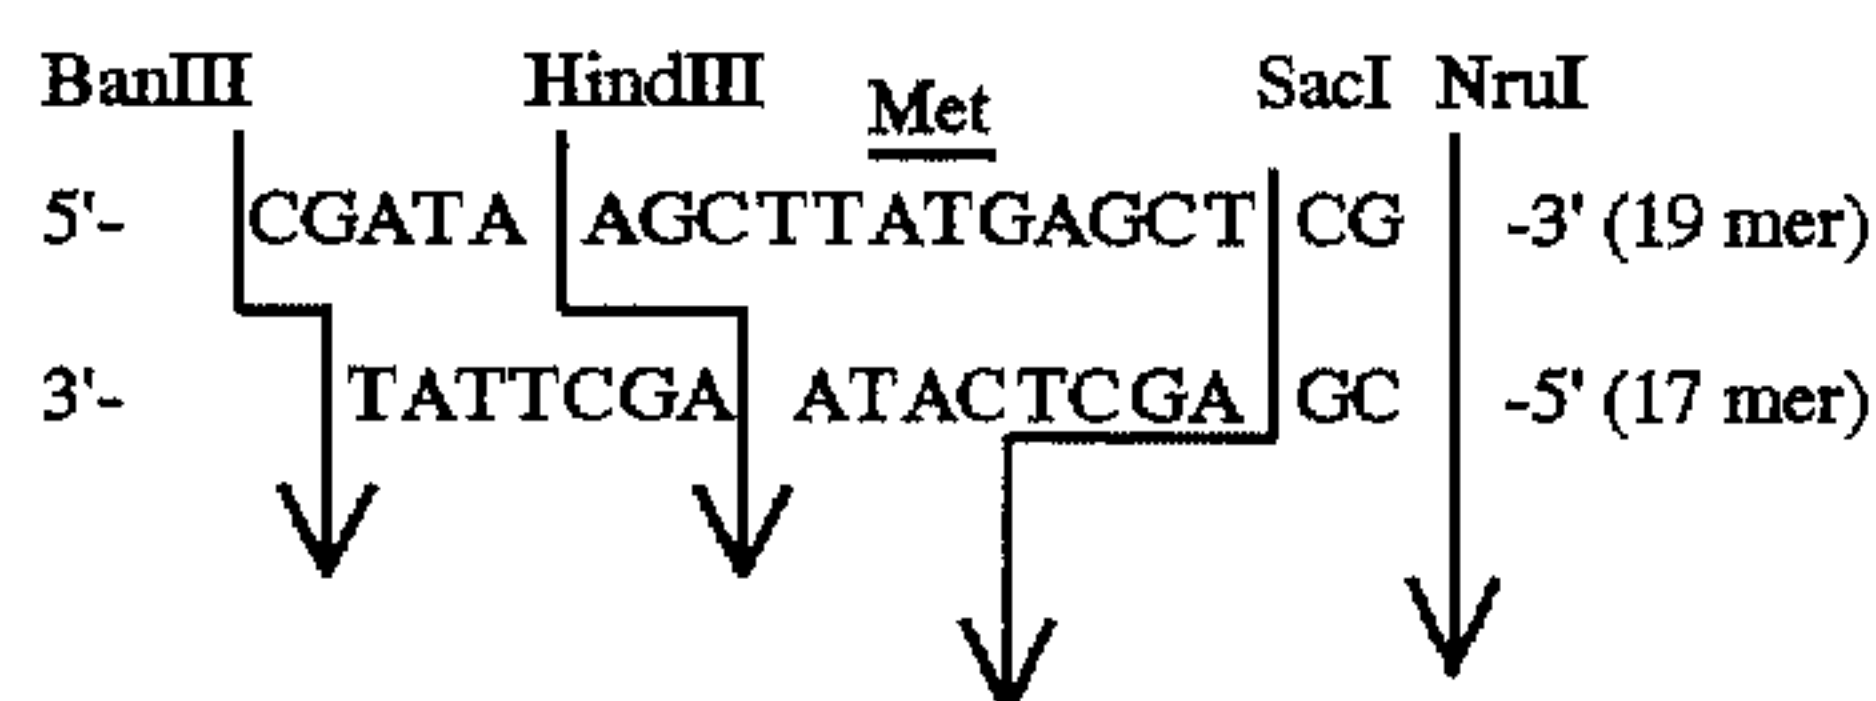 BanIII HindIII Met SacI NruI
5'- CGATA AGCTTATGAGCT CG -3' (19 mer)
3'- TATTCGA ATACTCGA GC -5' (17 mer)